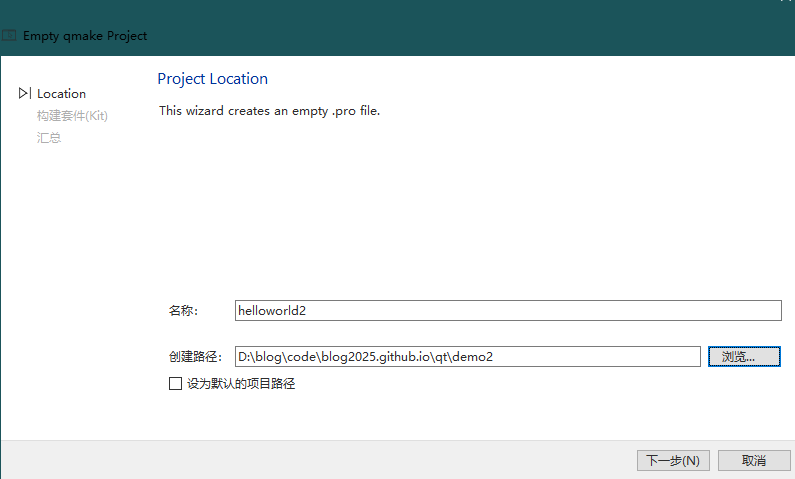 Empty qmake Project
Location
构建套件(Kit)
汇总
Project Location
This wizard creates an empty .pro file.
名称：
helloworld2
创建路径：
D:\blog\code\blog2025.github.io\qt\demo2
浏览...
设为默认的项目路径
下一步(N)
取消